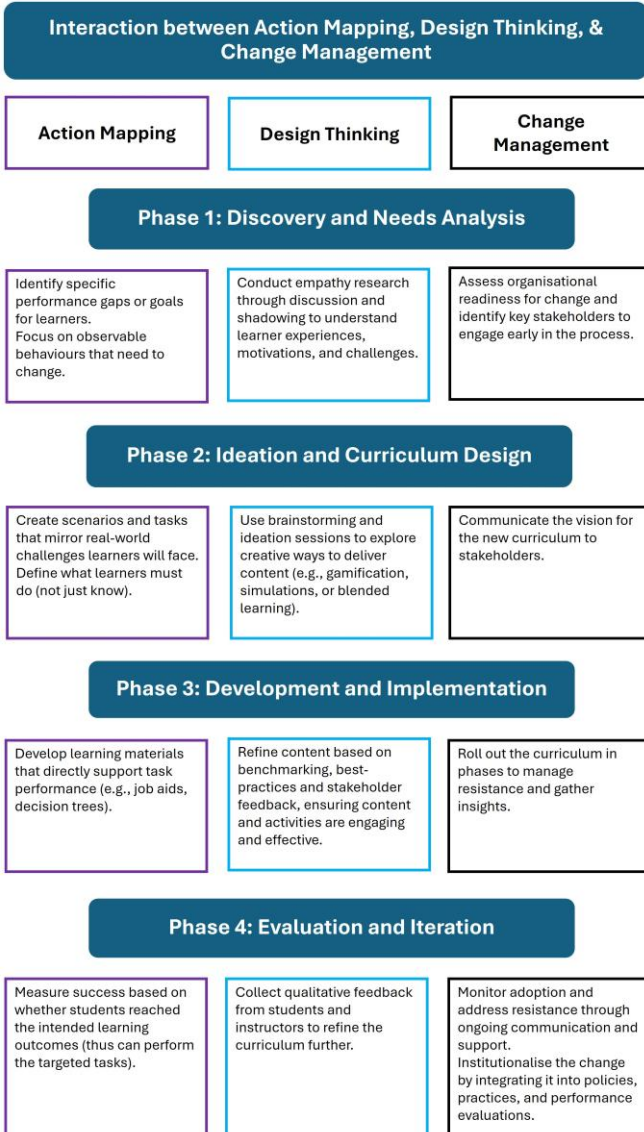 Interaction between Action Mapping, Design Thinking, &
Change Management
Action Mapping
Design Thinking
Change
Management
Phase 1: Discovery and Needs Analysis
Identify specific
performance gaps or goals
for learners.
Focus on observable
behaviours that need to
change.
Conduct empathy research
through discussion and
shadowing to understand
learner experiences,
motivations, and challenges.
Assess organisational
readiness for change and
identify key stakeholders to
engage early in the process.
Phase 2: Ideation and Curriculum Design
Create scenarios and tasks
that mirror real-world
challenges learners will face.
Define what learners must
do (not just know).
Use brainstorming and
ideation sessions to explore
creative ways to deliver
content (e.g., gamification,
simulations, or blended
learning).
Communicate the vision for
the new curriculum to
stakeholders.
Phase 3: Development and Implementation
Develop learning materials
that directly support task
performance (e.g., job aids,
decision trees).
Refine content based on
benchmarking, best-
practices and stakeholder
feedback, ensuring content
and activities are engaging
and effective.
Roll out the curriculum in
phases to manage
resistance and gather
insights.
Phase 4: Evaluation and Iteration
Measure success based on
whether students reached
the intended learning
outcomes (thus can perform
the targeted tasks).
Collect qualitative feedback
from students and
instructors to refine the
curriculum further.
Monitor adoption and
address resistance through
ongoing communication and
support.
Institutionalise the change
by integrating it into policies,
practices, and performance
evaluations.